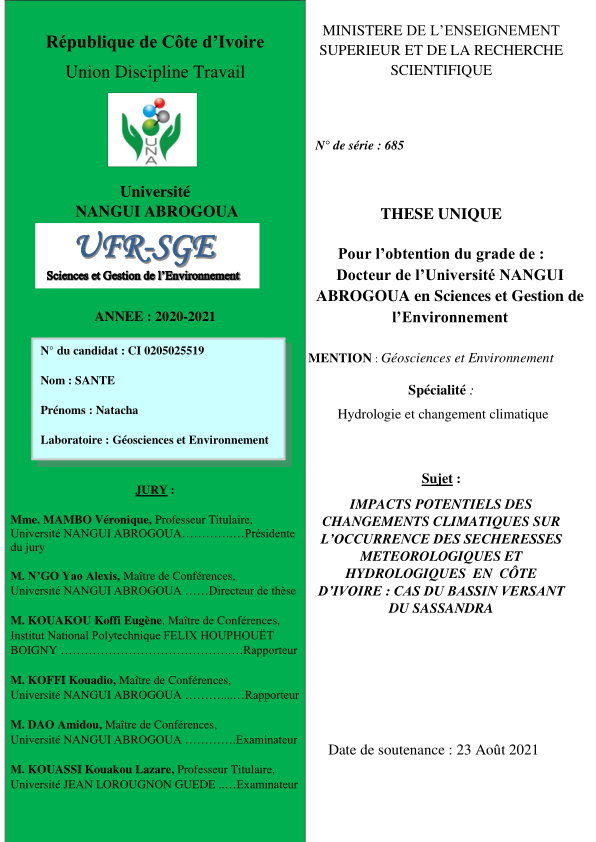 République de Côte d’Ivoire
Union Discipline Travail
UNA
Université
NANGUI ABROGOUA
UFR-SGE
Sciences et Gestion de l’Environnement
ANNEE : 2020-2021
N° du candidat : CI 0205025519
Nom : SANTE
Prénoms : Natacha
Laboratoire : Géosciences et Environnement
JURY :
Mme. MAMBO Véronique, Professeur Titulaire,
Université NANGUI ABROGOUA………….…Présidente
du jury
M. N’GO Yao Alexis, Maître de Conférences,
Université NANGUI ABROGOUA ……Directeur de thèse
M. KOUAKOU Koffi Eugène, Maître de Conférences,
Institut National Polytechnique FELIX HOUPHOUËT
BOIGNY …………………………………….…Rapporteur
M. KOFFI Kouadio, Maître de Conférences,
Université NANGUI ABROGOUA ………...…Rapporteur
M. DAO Amidou, Maître de Conférences,
Université NANGUI ABROGOUA ………….Examinateur
M. KOUASSI Kouakou Lazare, Professeur Titulaire,
Université JEAN LOROUGNON GUEDE ..…Examinateur
MINISTERE DE L’ENSEIGNEMENT
SUPERIEUR ET DE LA RECHERCHE
SCIENTIFIQUE
N° de série : 685
THESE UNIQUE
Pour l’obtention du grade de :
Docteur de l’Université NANGUI
ABROGOUA en Sciences et Gestion de
l’Environnement
MENTION : Géosciences et Environnement
Spécialité :
Hydrologie et changement climatique
Sujet :
IMPACTS POTENTIELS DES
CHANGEMENTS CLIMATIQUES SUR
L’OCCURRENCE DES SECHERESSES
METEOROLOGIQUES ET
HYDROLOGIQUES EN CÔTE
D’IVOIRE : CAS DU BASSIN VERSANT
DU SASSANDRA
Date de soutenance : 23 Août 2021